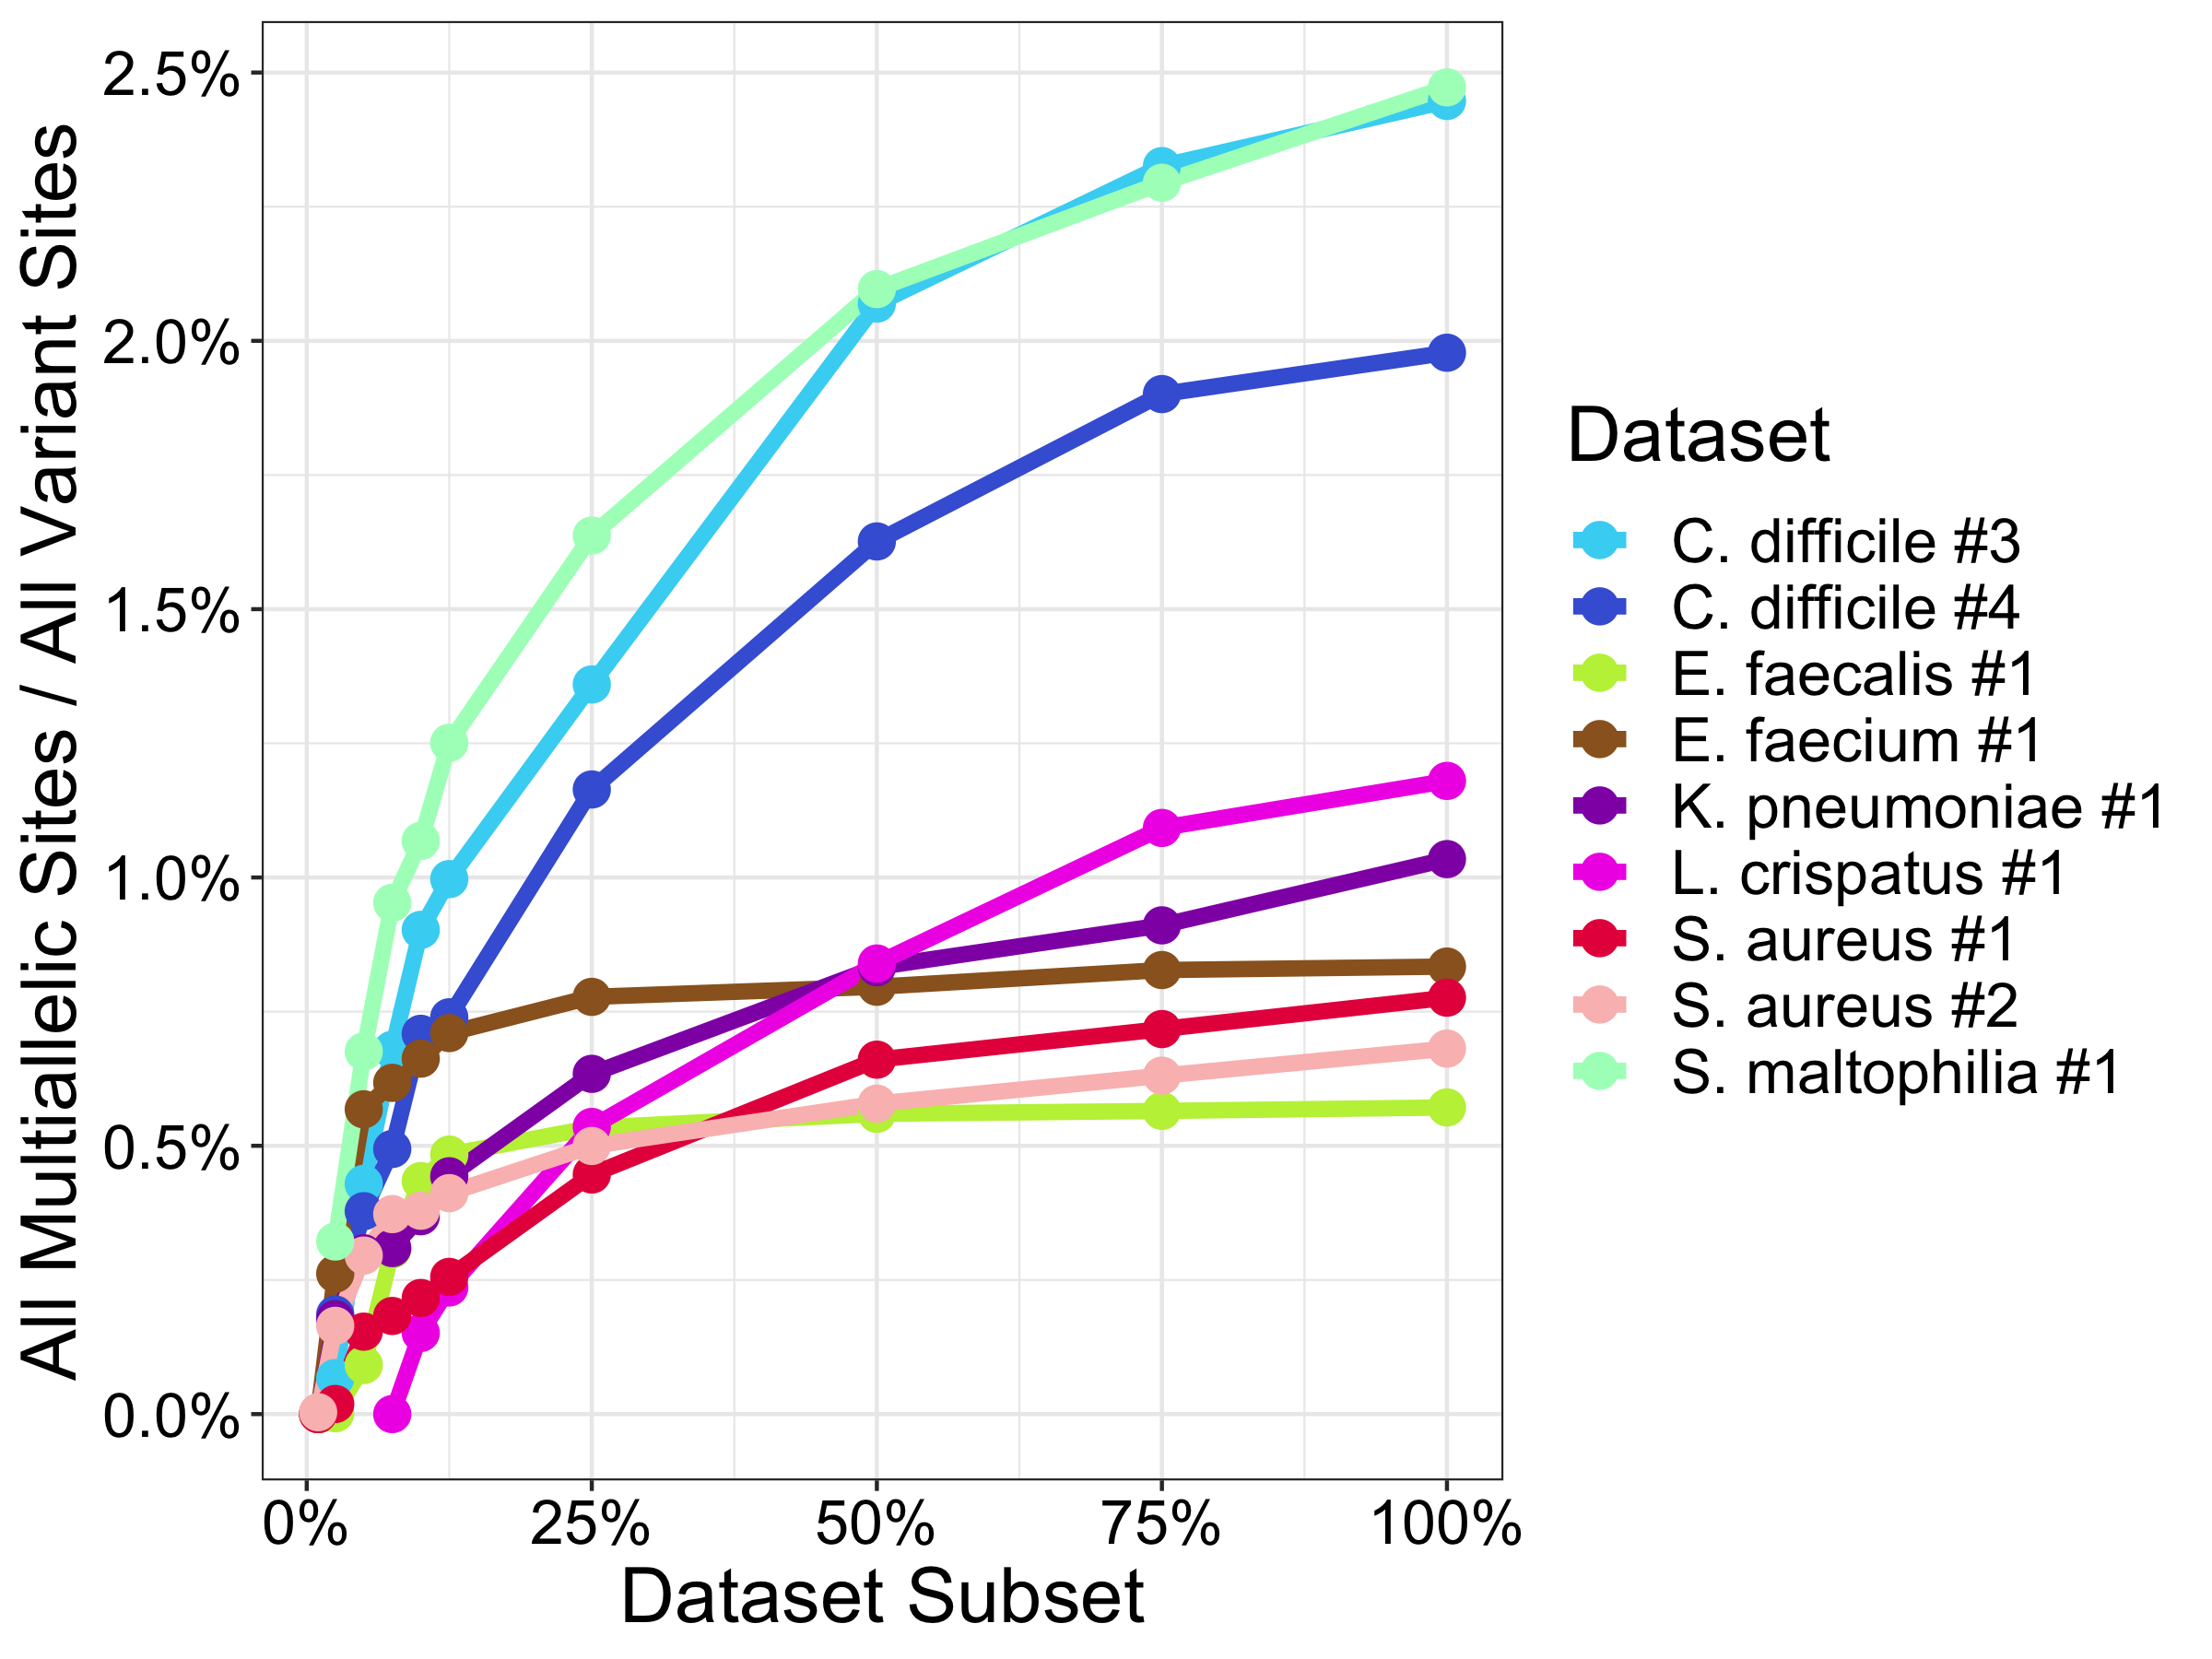 All Multiallelic Sites / All Variant Sites
2.5%
2.0%
1.5%
1.0%
0.5%
0.0%
0%
25%
50%
75%
100%
Dataset Subset
Dataset
C. difficile #3
C. difficile #4
E. faecalis #1
E. faecium #1
K. pneumoniae #1
L. crispatus #1
S. aureus #1
S. aureus #2
S. maltophilia #1